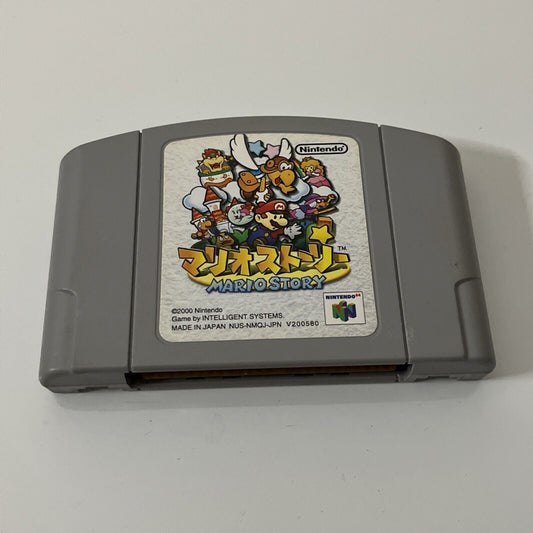 Nintendo
マリオストーリー
TM
MARIO STORY
NINTENDO64
©2000 Nintendo
Game by INTELLIGENT SYSTEMS.
MADE IN JAPAN NUS-NMQJ-JPN V200580